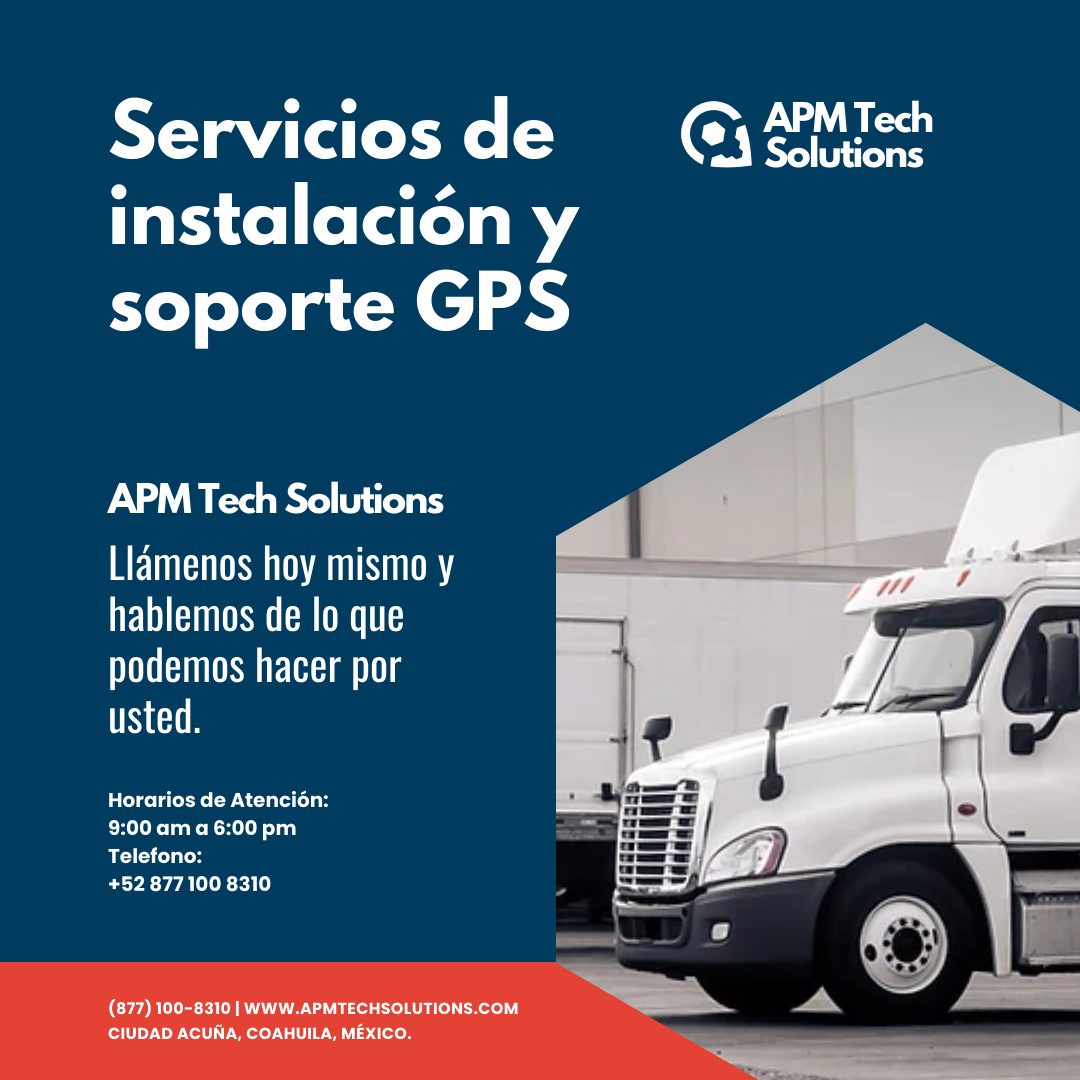 Servicios de
instalación y
soporte GPS
APM Tech
Solutions
APM Tech Solutions
Llámenos hoy mismo y
hablemos de lo que
podemos hacer por
usted.
Horarios de Atención:
9:00 am a 6:00 pm
Telefono:
+52 877 100 8310
(877) 100-8310 | WWW.APMTECHSOLUTIONS.COM
CIUDAD ACUÑA, COAHUILA, MÉXICO.